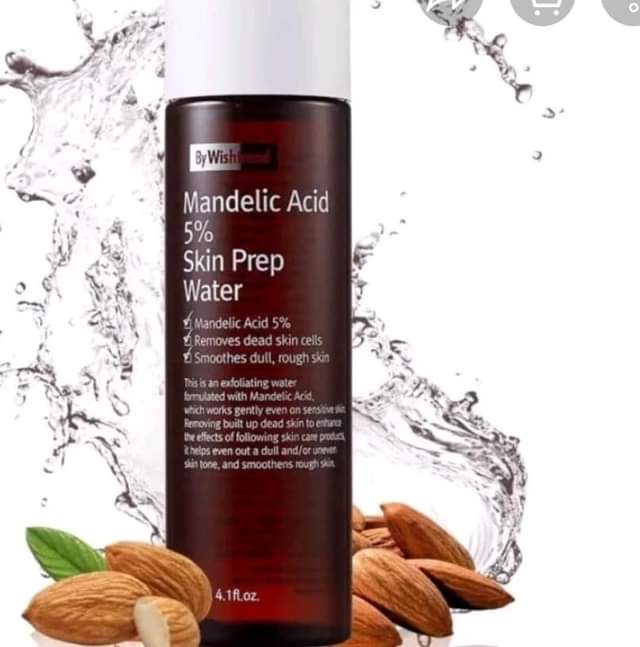 By Wish
Mandelic Acid
5%
Skin Prep
Water
Mandelic Acid 5%
Removes dead skin cells
Smoothes dull, rough skin
This is an exfoliating water
formulated with Mandelic Acid,
which works gently even on sensitive skin
Removing built up dead skin to enhance
the effects of following skin care products,
it helps even out a dull and/or uneven
skin tone, and smoothens rough skin.
4.1fl.oz.